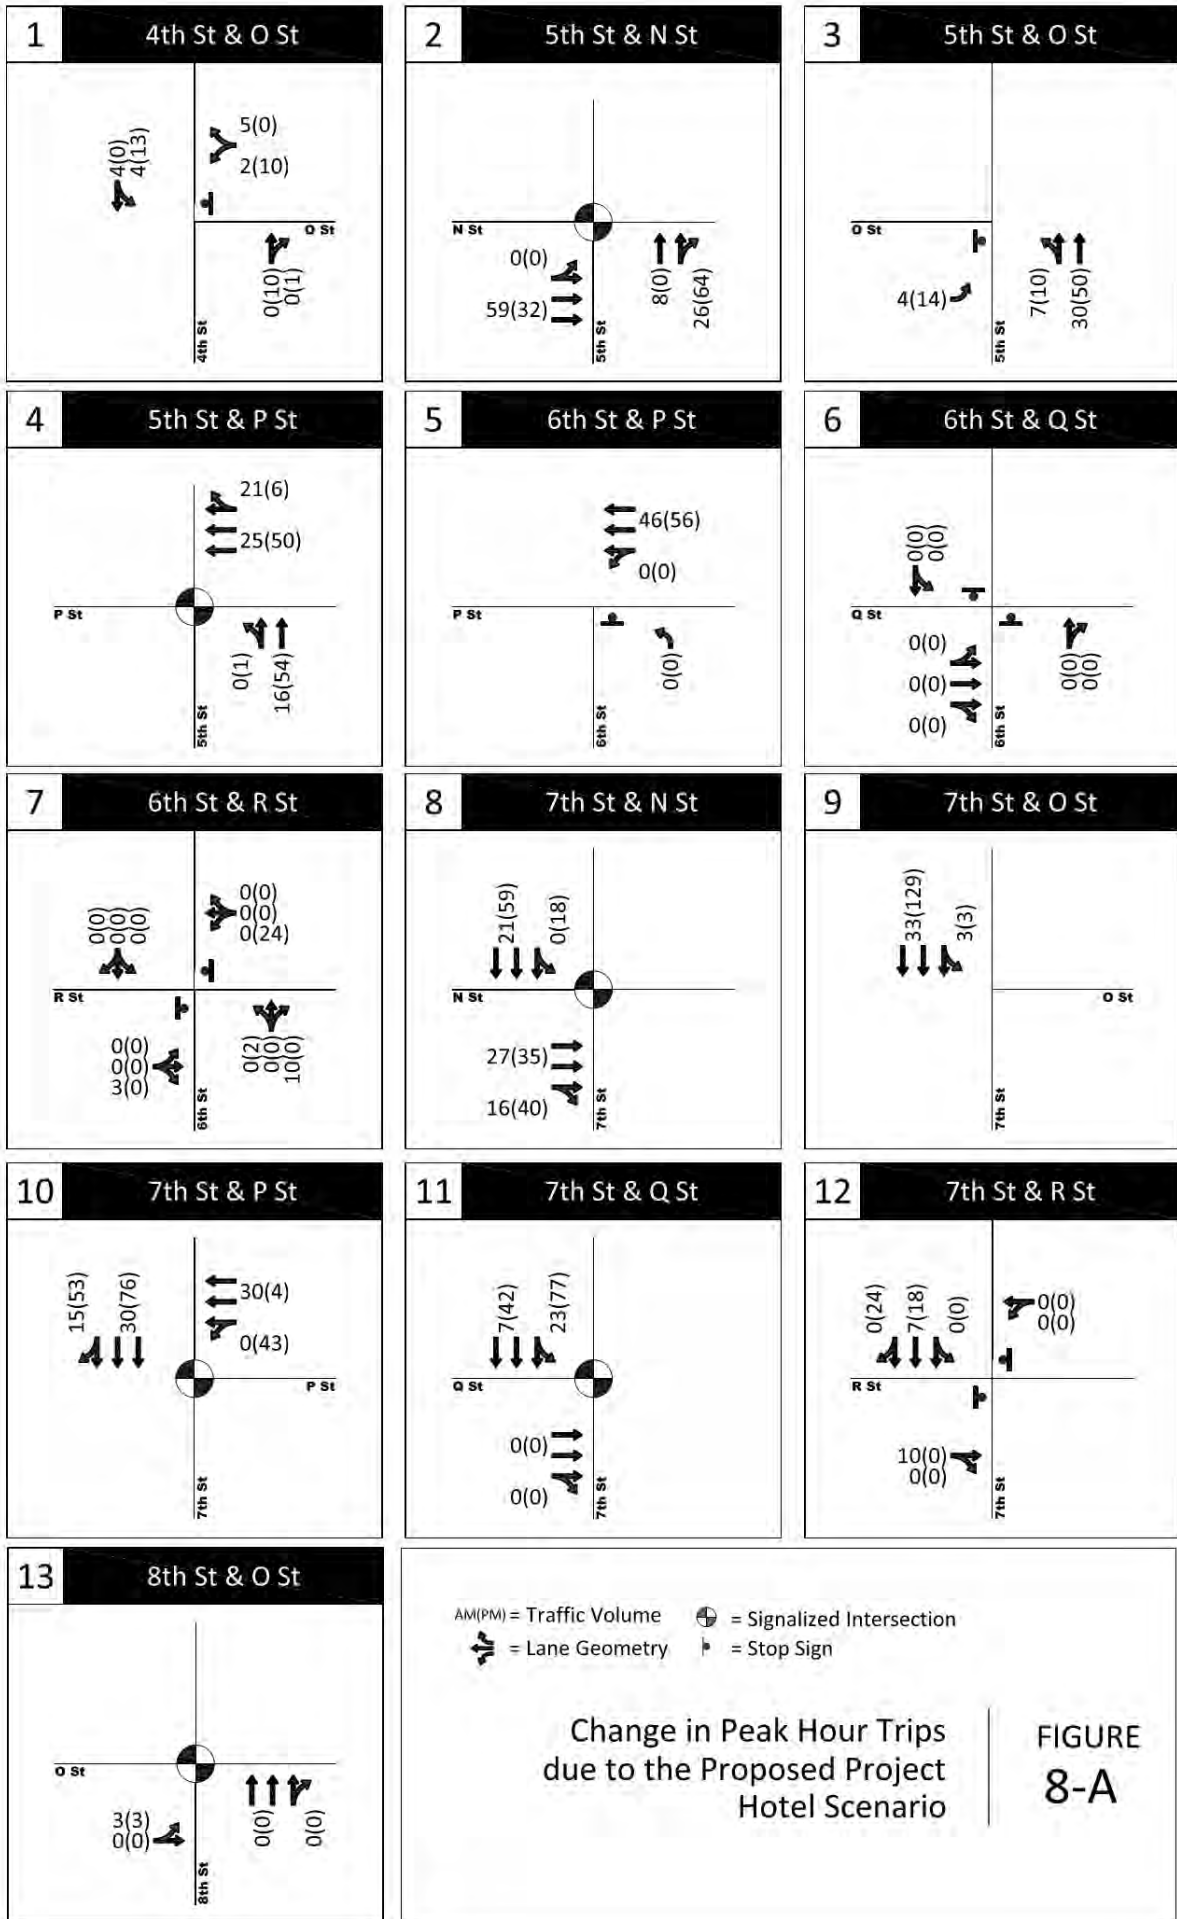 1 4th St & O St
4(0)
4(13)
5(0)
2(10)
O St
0(10)
0(1)
4th St
2 5th St & N St
N St
0(0)
59(32)
8(0)
26(64)
5th St
3 5th St & O St
O St
4(14)
7(10)
30(50)
5th St
4 5th St & P St
21(6)
25(50)
P St
0(1)
16(54)
5th St
5 6th St & P St
46(56)
0(0)
P St
0(0)
6th St
6 6th St & Q St
0(0)
0(0)
Q St
0(0)
0(0)
0(0)
0(0)
0(0)
6th St
7 6th St & R St
0(0)
0(0)
0(0)
0(0)
0(0)
0(24)
R St
0(0)
0(0)
3(0)
0(2)
0(0)
10(0)
6th St
8 7th St & N St
21(59)
0(18)
N St
27(35)
16(40)
7th St
9 7th St & O St
33(129)
3(3)
O St
7th St
10 7th St & P St
15(53)
30(76)
30(4)
0(43)
P St
7th St
11 7th St & Q St
7(42)
23(77)
Q St
0(0)
0(0)
7th St
12 7th St & R St
0(24)
7(18)
0(0)
0(0)
0(0)
R St
10(0)
0(0)
7th St
13 8th St & O St
O St
3(3)
0(0)
0(0)
0(0)
8th St
AM(PM) = Traffic Volume
= Signalized Intersection
= Lane Geometry
= Stop Sign
Change in Peak Hour Trips
due to the Proposed Project
Hotel Scenario
FIGURE
8-A